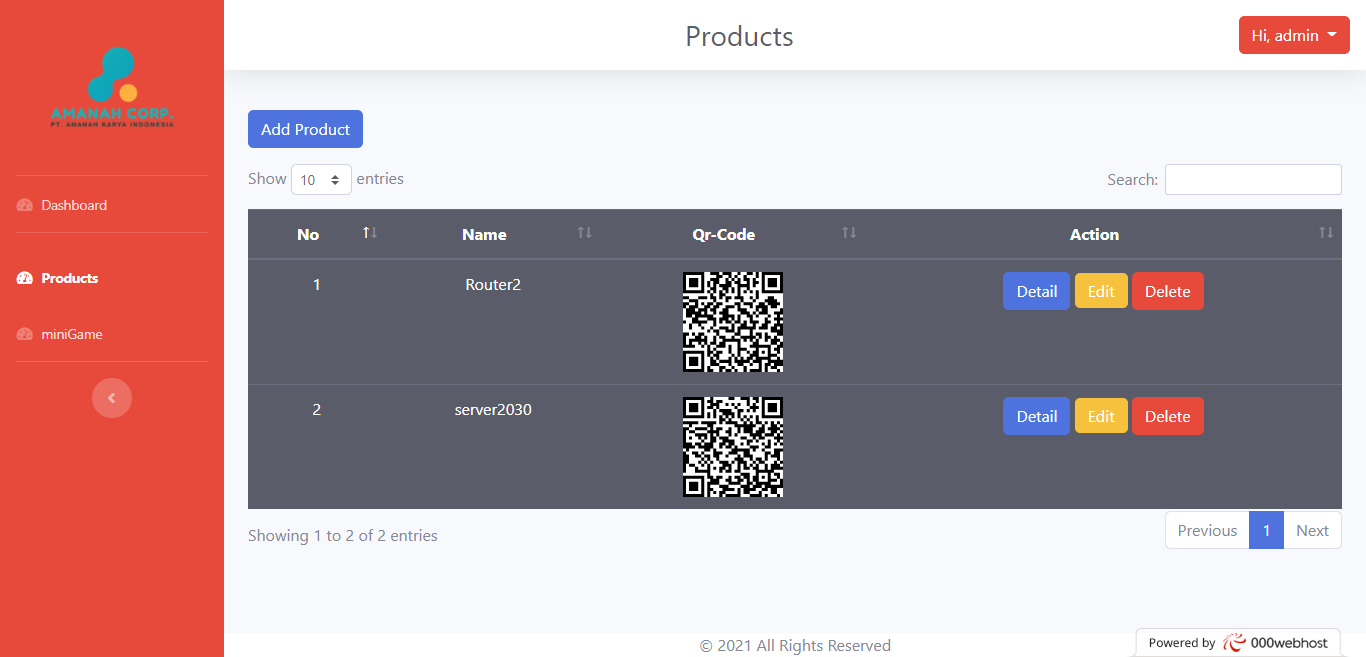 AMANAH CORP.
PT. AMANAH KARYA INDONESIA
Dashboard
Products
miniGame
Products
Hi, admin
Add Product
Show 10 entries
Search:
No Name Qr-Code Action
1 Router2 Detail Edit Delete
2 server2030 Detail Edit Delete
Showing 1 to 2 of 2 entries
Previous 1 Next
© 2021 All Rights Reserved
Powered by 000webhost